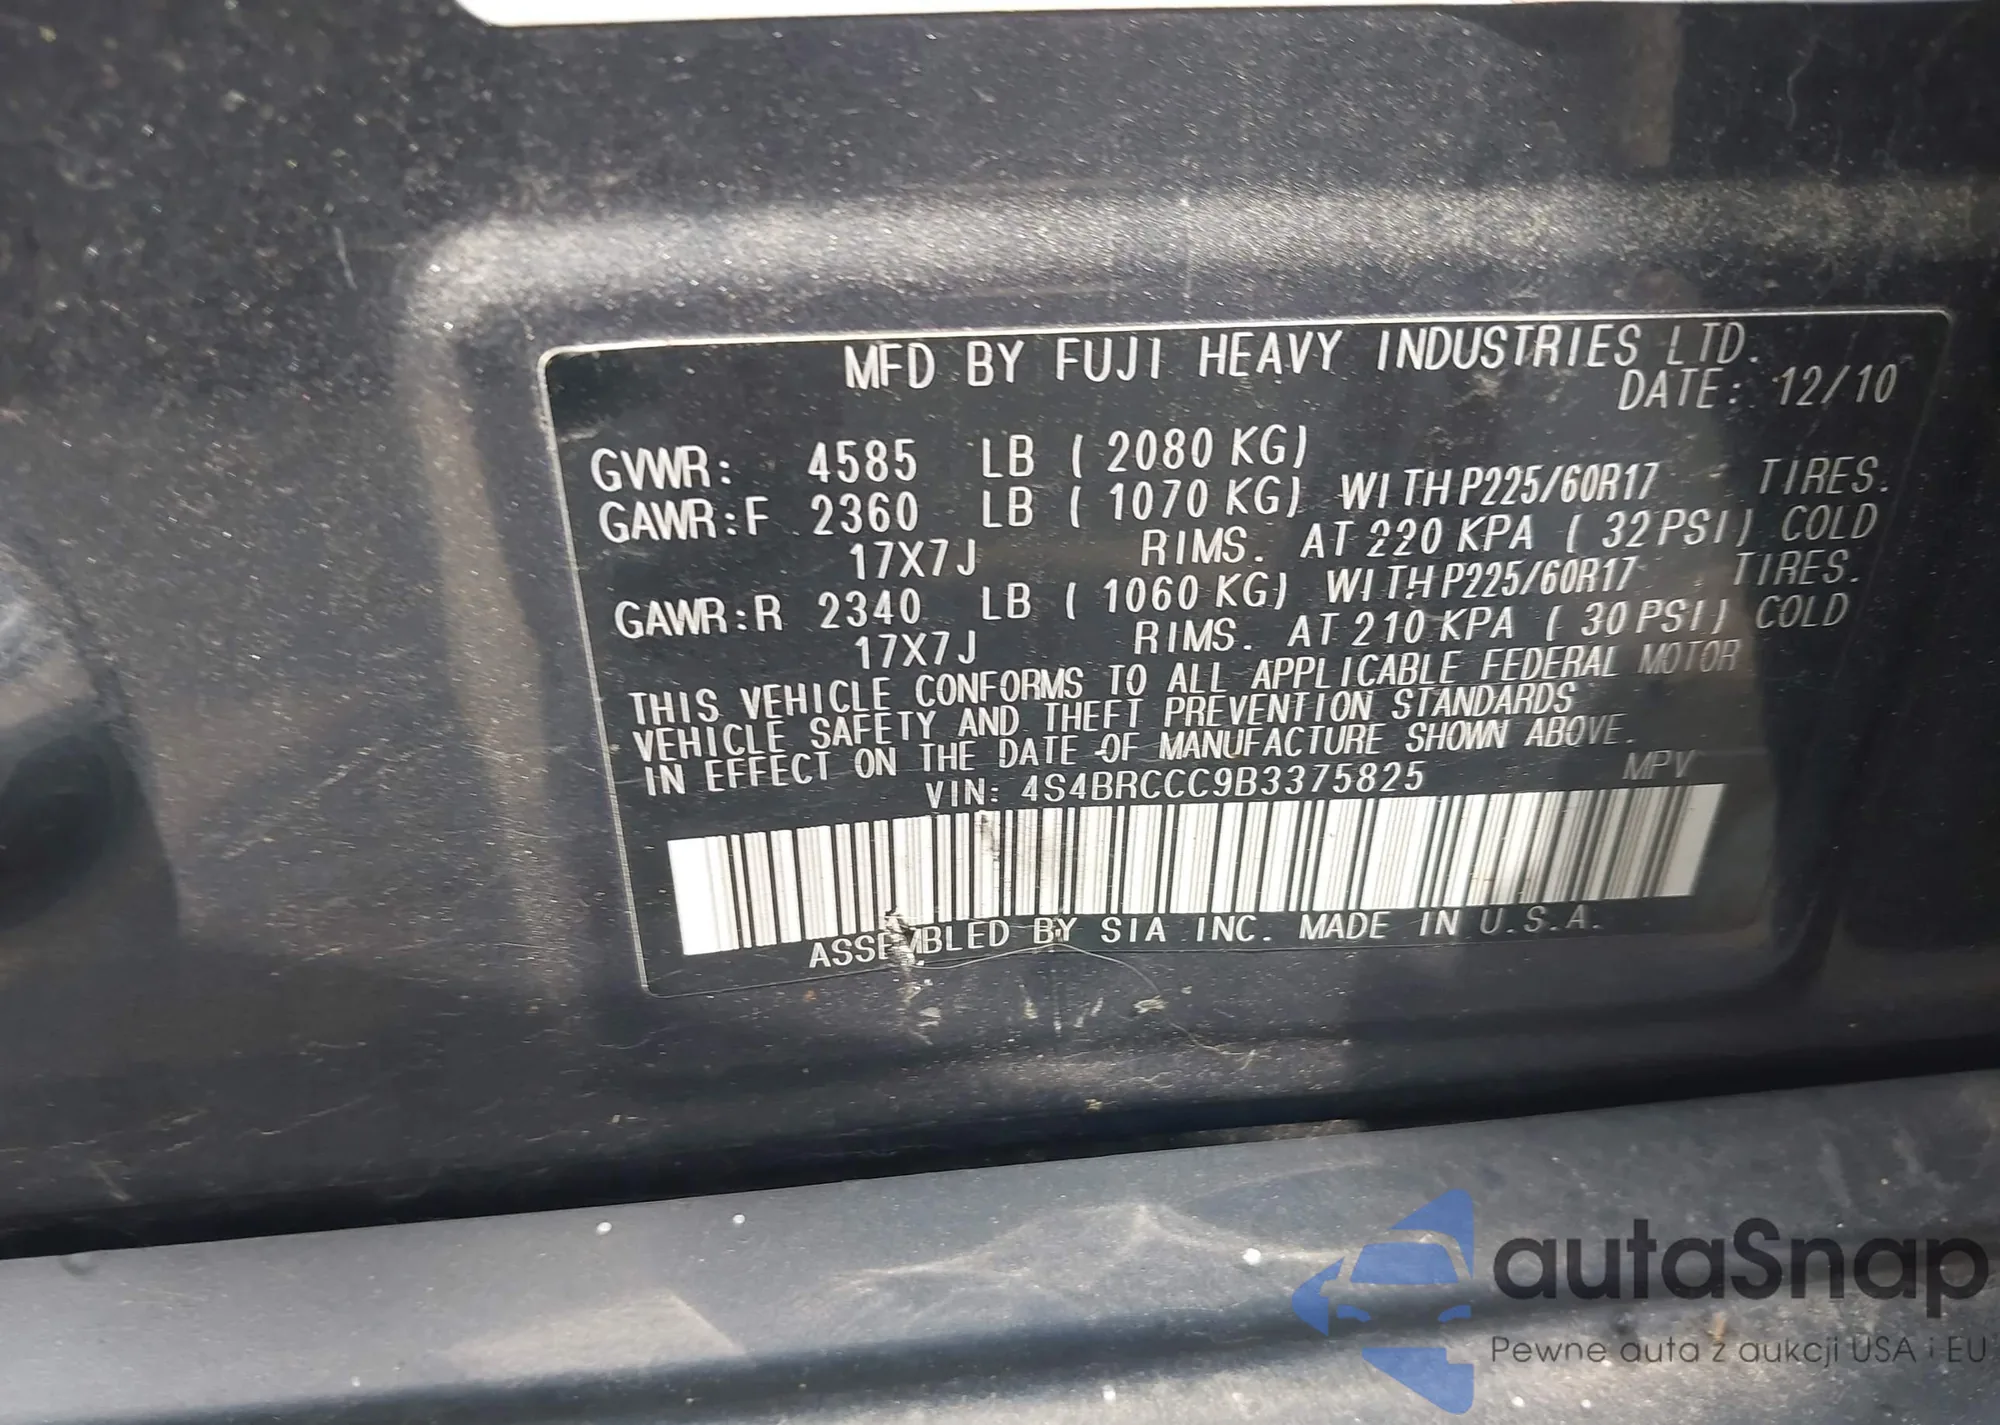 MFD BY FUJI HEAVY INDUSTRIES LTD.
DATE: 12/10
GVWR: 4585 LB ( 2080 KG)
GAWR:F 2360 LB ( 1070 KG) WITH P225/60R17 TIRES.
17X7J RIMS. AT 220 KPA ( 32 PSI) COLD
GAWR:R 2340 LB ( 1060 KG) WITH P225/60R17 TIRES.
17X7J RIMS. AT 210 KPA ( 30 PSI) COLD
THIS VEHICLE CONFORMS TO ALL APPLICABLE FEDERAL MOTOR
VEHICLE SAFETY AND THEFT PREVENTION STANDARDS
IN EFFECT ON THE DATE OF MANUFACTURE SHOWN ABOVE.
VIN: 4S4BRCCC9B3375825 MPV
ASSEMBLED BY SIA INC. MADE IN U.S.A.
autaSnap
Pewne auta z aukcji USA i EU